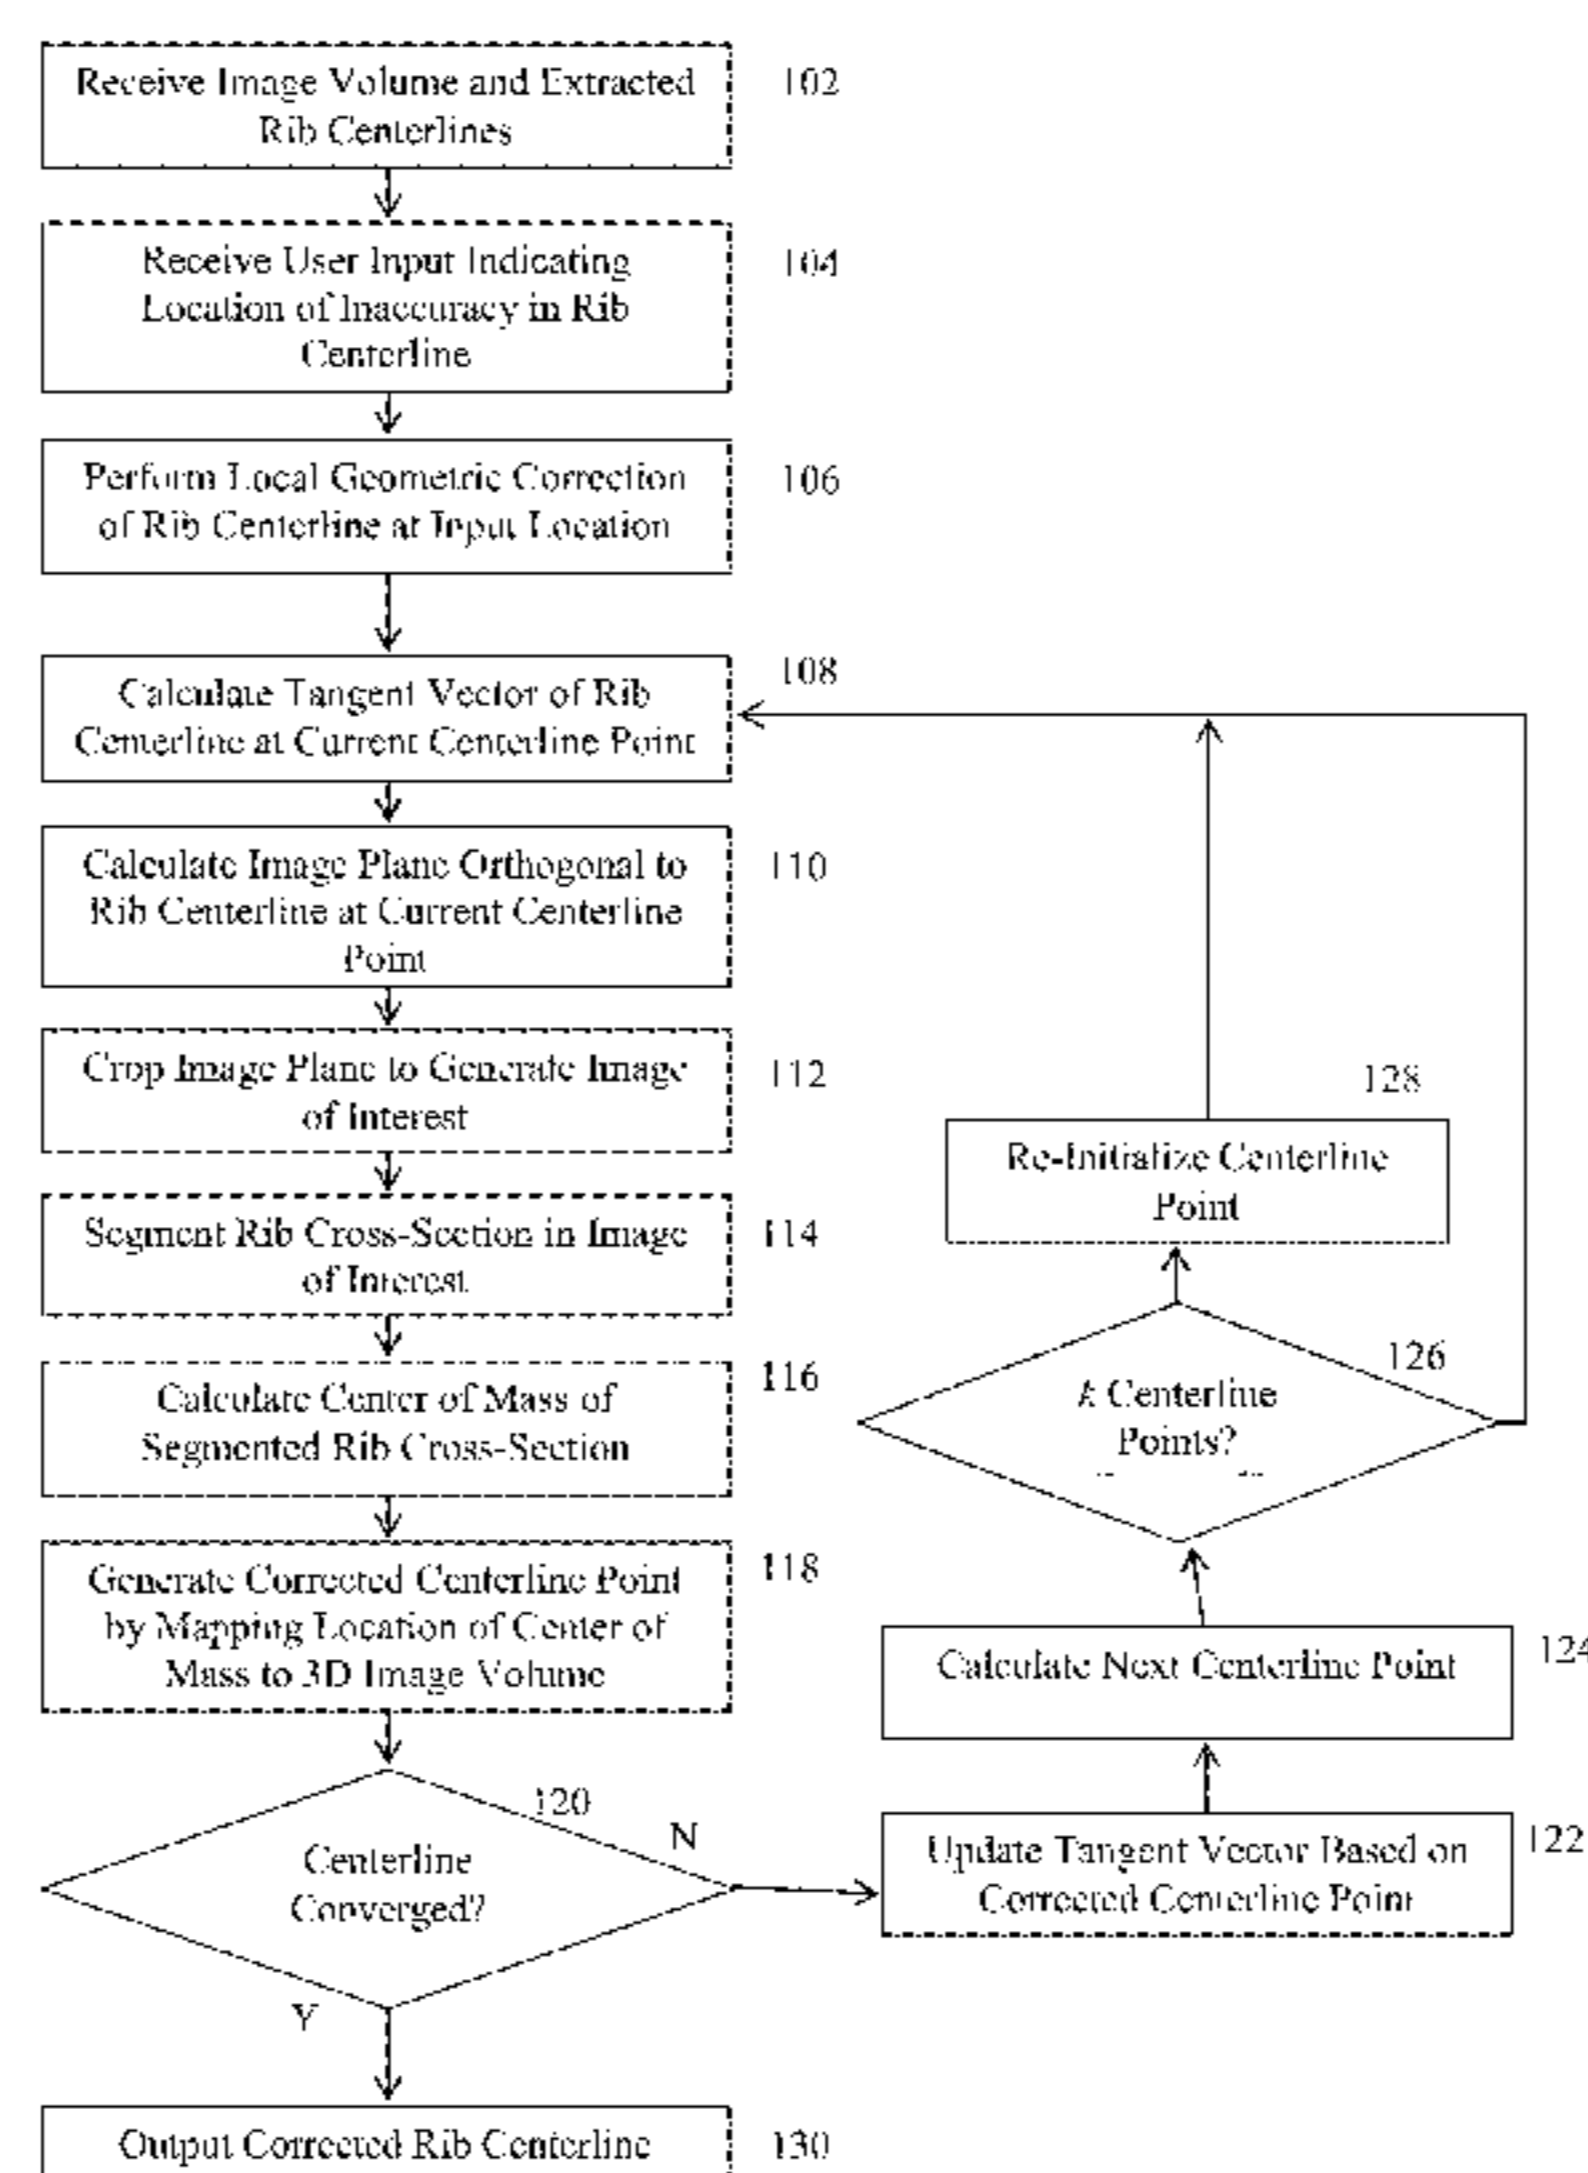 Receive Image Volume and Extracted
Rib Centerlines
102
Receive User Input Indicating
Location of Inaccuracy in Rib
Centerline
104
Perform Local Geometric Correction
of Rib Centerline at Input Location
106
Calculate Tangent Vector of Rib
Centerline at Current Centerline Point
108
Calculate Image Plane Orthogonal to
Rib Centerline at Current Centerline
Point
110
Crop Image Plane to Generate Image
of Interest
112
Segment Rib Cross-Section in Image
of Interest
114
Calculate Center of Mass of
Segmented Rib Cross-Section
116
Generate Corrected Centerline Point
by Mapping Location of Center of
Mass to 3D Image Volume
118
Centerline
Converged?
120
N
Y
Update Tangent Vector Based on
Corrected Centerline Point
122
Calculate Next Centerline Point
124
k Centerline
Points?
126
Re-Initialize Centerline
Point
128
Output Corrected Rib Centerline
130